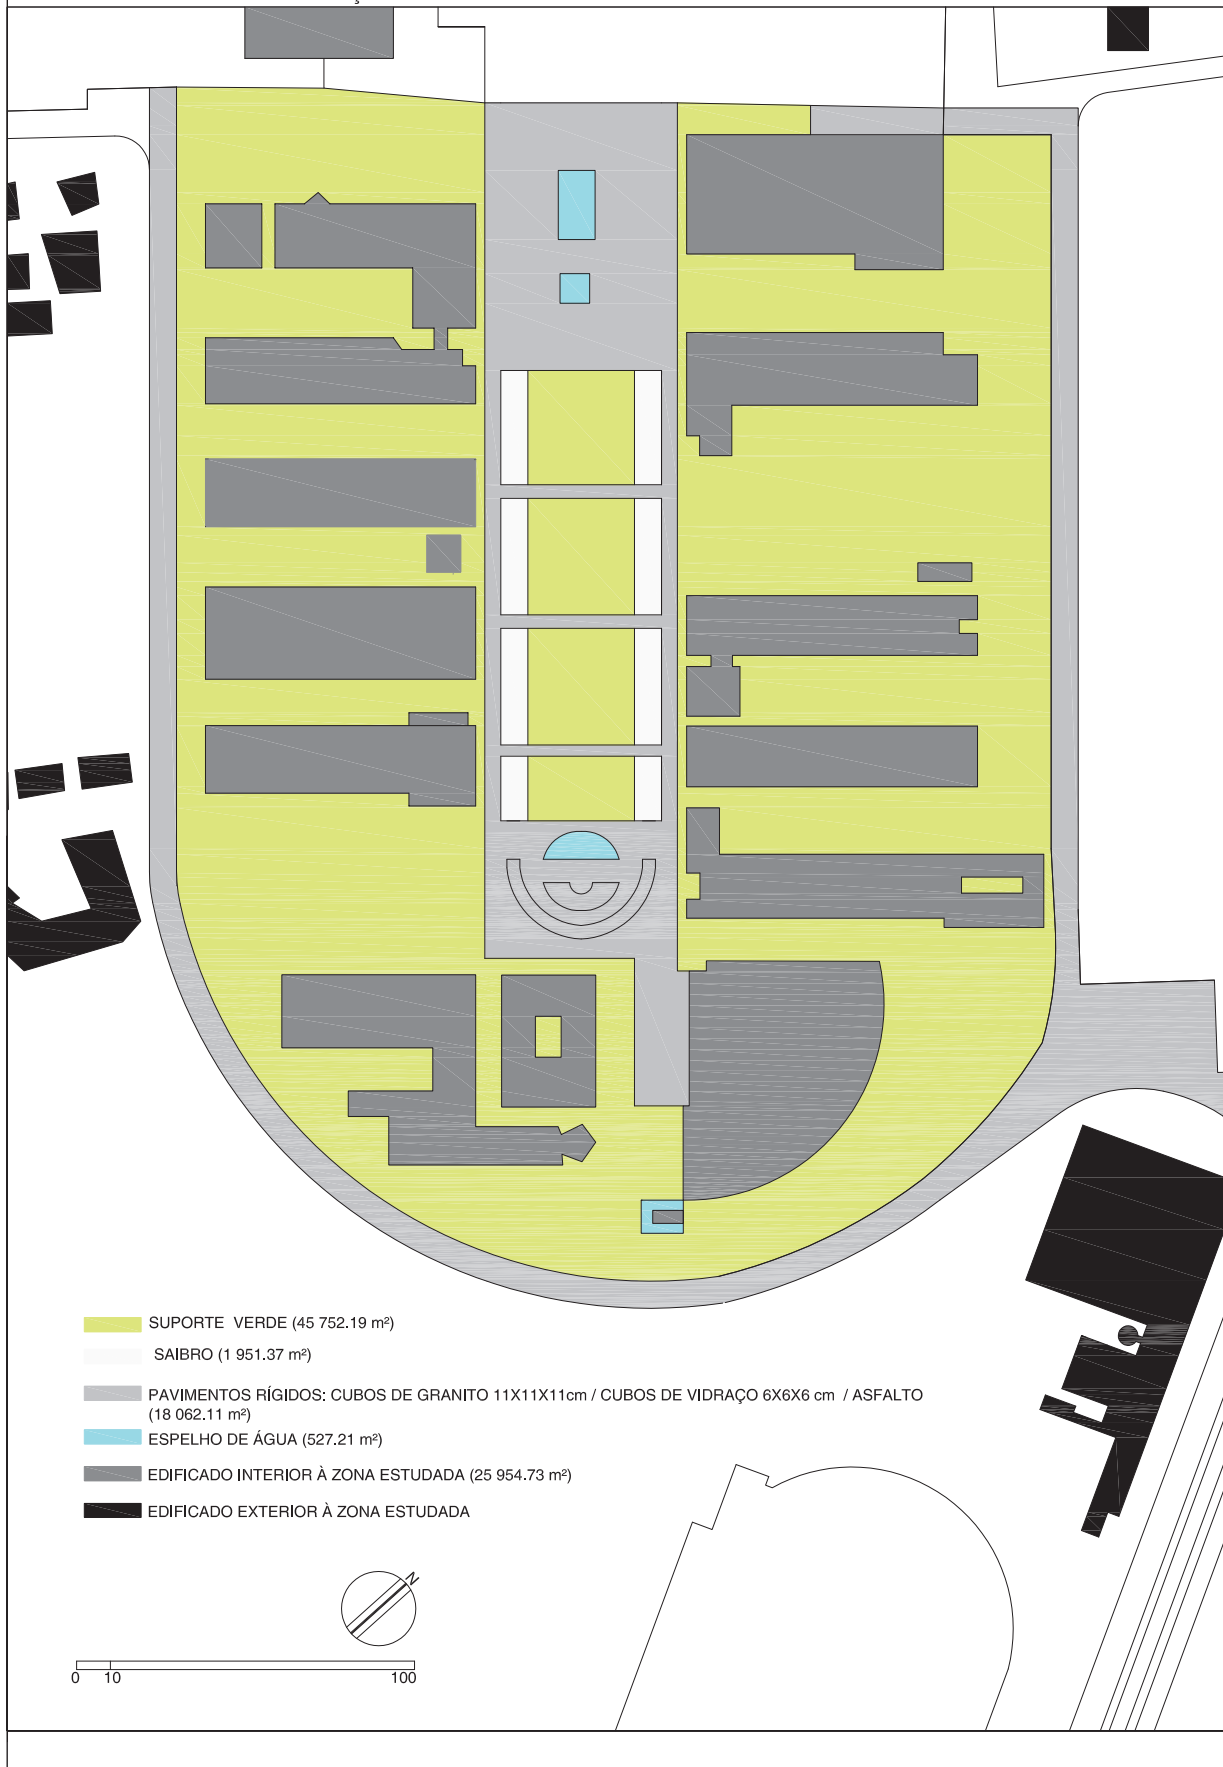 SUPORTE VERDE (45 752.19 m²)
SAIBRO (1 951.37 m²)
PAVIMENTOS RÍGIDOS: CUBOS DE GRANITO 11X11X11cm / CUBOS DE VIDRAÇO 6X6X6 cm / ASFALTO
(18 062.11 m²)
ESPELHO DE ÁGUA (527.21 m²)
EDIFICADO INTERIOR À ZONA ESTUDADA (25 954.73 m²)
EDIFICADO EXTERIOR À ZONA ESTUDADA
N
0 10 100